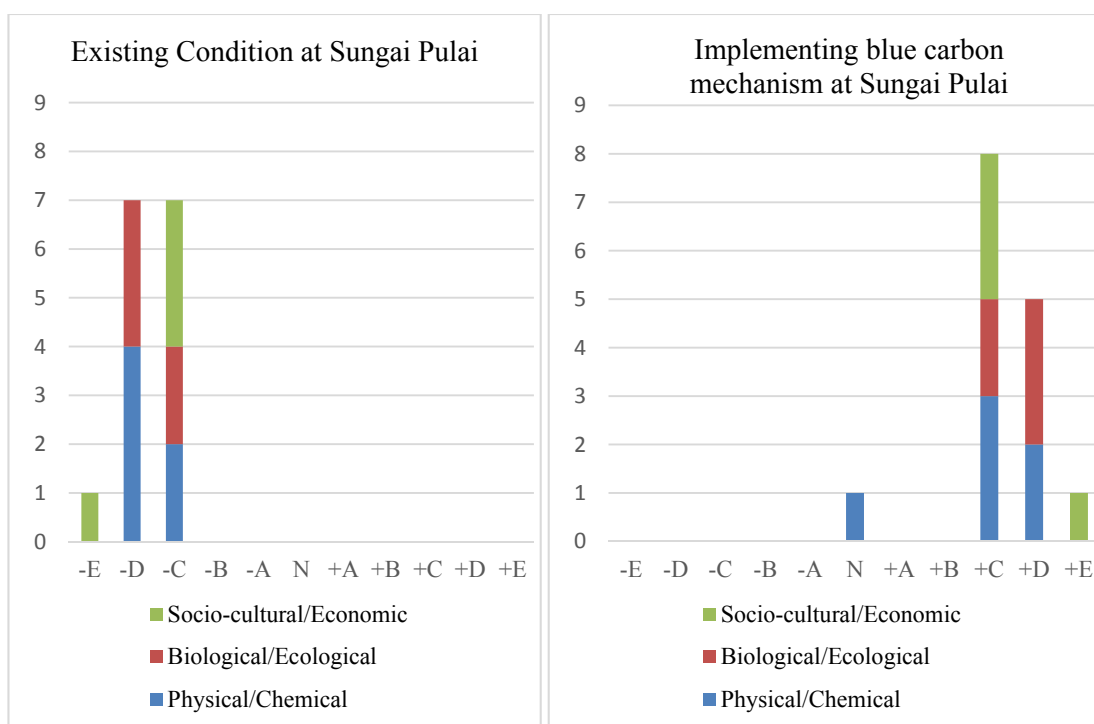 Existing Condition at Sungai Pulai
9
8
7
6
5
4
3
2
1
0
-E -D -C -B -A N +A +B +C +D +E
Socio-cultural/Economic
Biological/Ecological
Physical/Chemical
Implementing blue carbon
mechanism at Sungai Pulai
9
8
7
6
5
4
3
2
1
0
-E -D -C -B -A N +A +B +C +D +E
Socio-cultural/Economic
Biological/Ecological
Physical/Chemical